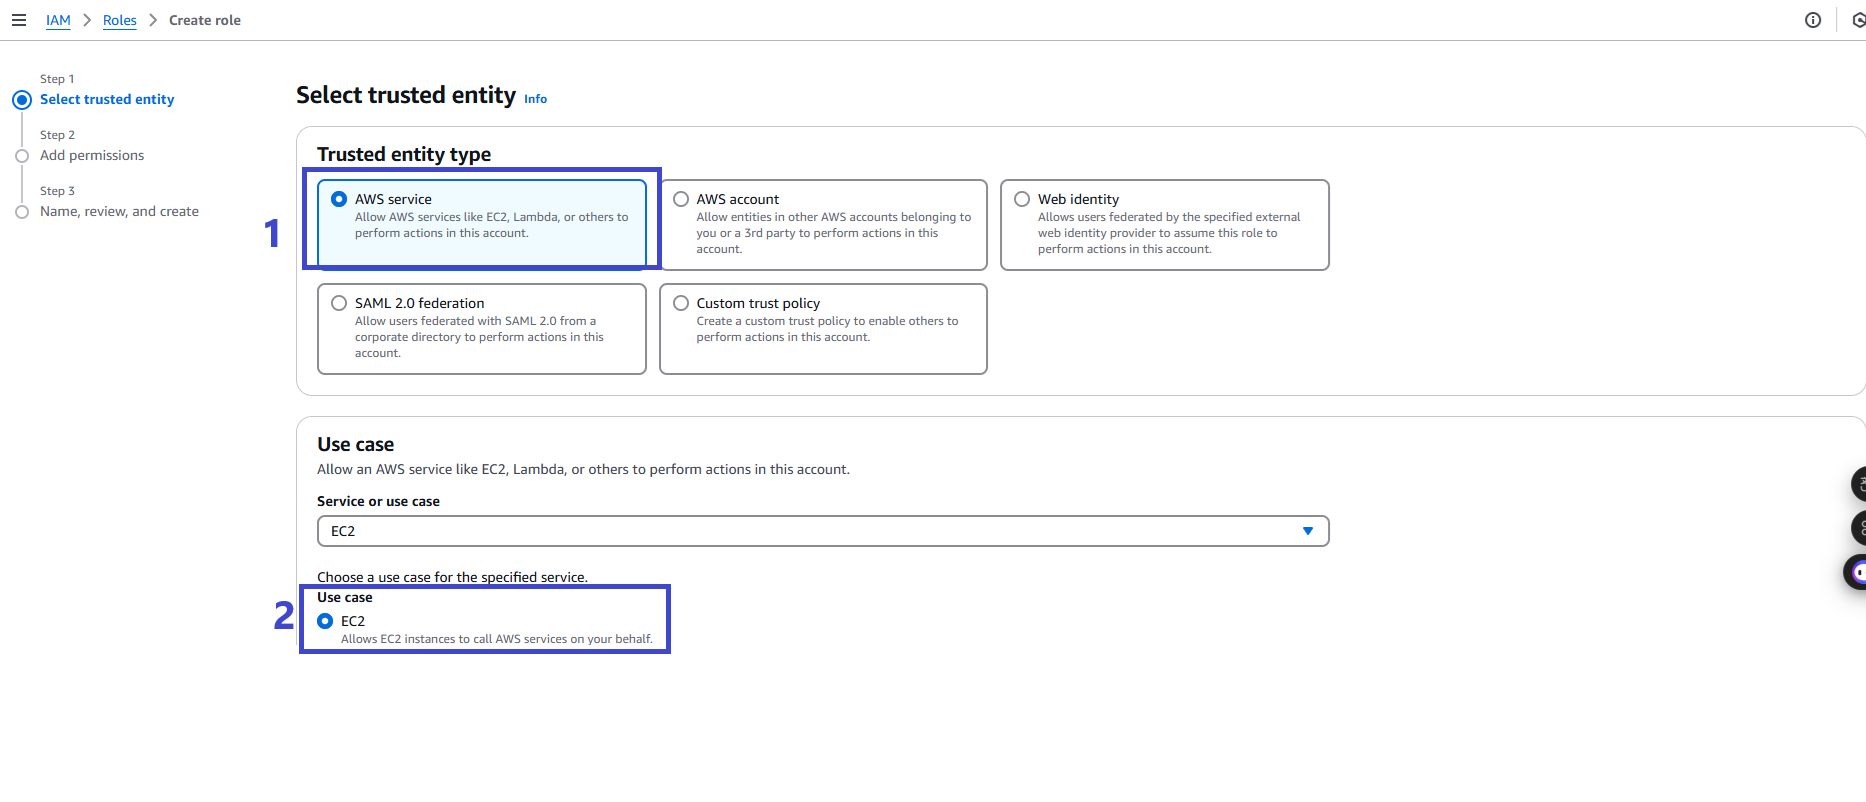 IAM > Roles > Create role
Step 1
Select trusted entity
Step 2
Add permissions
Step 3
Name, review, and create
Select trusted entity Info
Trusted entity type
1
AWS service
Allow AWS services like EC2, Lambda, or others to
perform actions in this account.
AWS account
Allow entities in other AWS accounts belonging to
you or a 3rd party to perform actions in this
account.
Web identity
Allows users federated by the specified external
web identity provider to assume this role to
perform actions in this account.
SAML 2.0 federation
Allow users federated with SAML 2.0 from a
corporate directory to perform actions in this
account.
Custom trust policy
Create a custom trust policy to enable others to
perform actions in this account.
Use case
Allow an AWS service like EC2, Lambda, or others to perform actions in this account.
Service or use case
EC2
Choose a use case for the specified service.
Use case
2
EC2
Allows EC2 instances to call AWS services on your behalf.